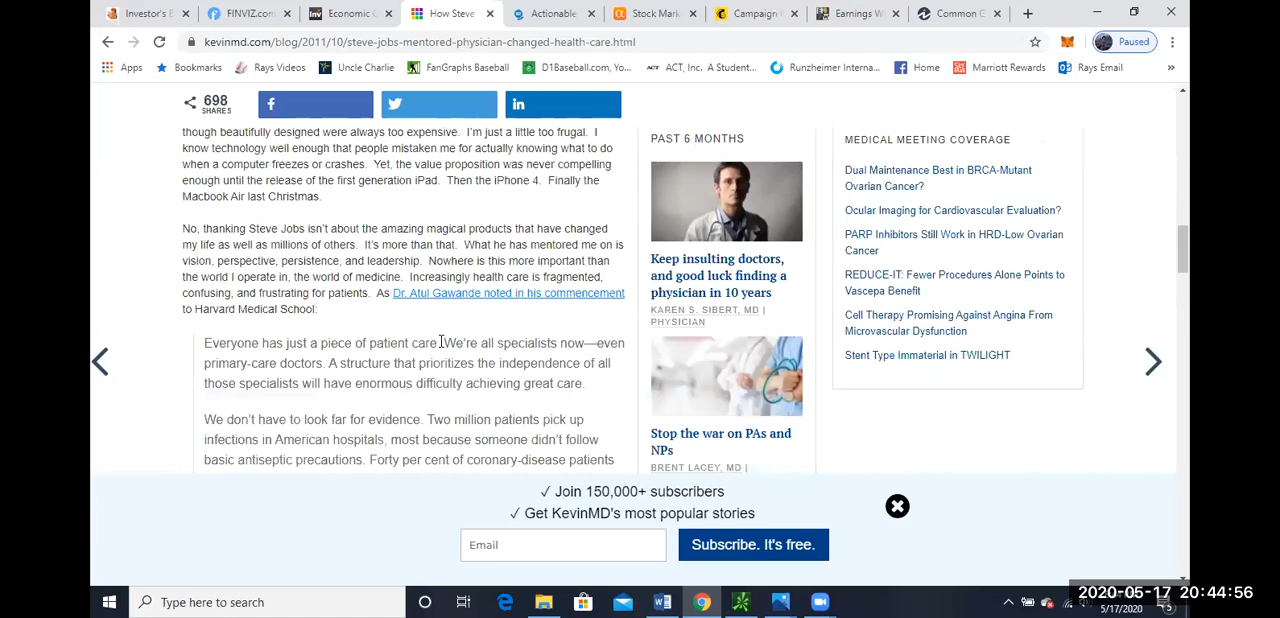 Investor's B
FINVIZ.com
Economic C
How Steve
Actionable
Stock Mark
Campaign
Earnings W
Common G
kevinmd.com/blog/2011/10/steve-jobs-mentored-physician-changed-health-care.html
Paused
Apps
Bookmarks
Rays Videos
Uncle Charlie
FanGraphs Baseball
D1Baseball.com, Yo...
ACT, Inc. A Student...
Runzheimer Interna...
Home
Marriott Rewards
Rays Email
698
SHARES
though beautifully designed were always too expensive. I'm just a little too frugal. I
know technology well enough that people mistaken me for actually knowing what to do
when a computer freezes or crashes. Yet, the value proposition was never compelling
enough until the release of the first generation iPad. Then the iPhone 4. Finally the
Macbook Air last Christmas.
No, thanking Steve Jobs isn't about the amazing magical products that have changed
my life as well as millions of others. It's more than that. What he has mentored me on is
vision, perspective, persistence, and leadership. Nowhere is this more important than
the world I operate in, the world of medicine. Increasingly health care is fragmented,
confusing, and frustrating for patients. As Dr. Atul Gawande noted in his commencement
to Harvard Medical School:
Everyone has just a piece of patient care. We're all specialists now—even
primary-care doctors. A structure that prioritizes the independence of all
those specialists will have enormous difficulty achieving great care.
We don't have to look far for evidence. Two million patients pick up
infections in American hospitals, most because someone didn't follow
basic antiseptic precautions. Forty per cent of coronary-disease patients
PAST 6 MONTHS
Keep insulting doctors,
and good luck finding a
physician in 10 years
KAREN S. SIBERT, MD |
PHYSICIAN
Stop the war on PAs and
NPs
BRENT LACEY, MD |
MEDICAL MEETING COVERAGE
Dual Maintenance Best in BRCA-Mutant
Ovarian Cancer?
Ocular Imaging for Cardiovascular Evaluation?
PARP Inhibitors Still Work in HRD-Low Ovarian
Cancer
REDUCE-IT: Fewer Procedures Alone Points to
Vascepa Benefit
Cell Therapy Promising Against Angina From
Microvascular Dysfunction
Stent Type Immaterial in TWILIGHT
✓ Join 150,000+ subscribers
✓ Get KevinMD's most popular stories
Email
Subscribe. It's free.
Type here to search
2020-05-17 20:44:56
5/17/2020